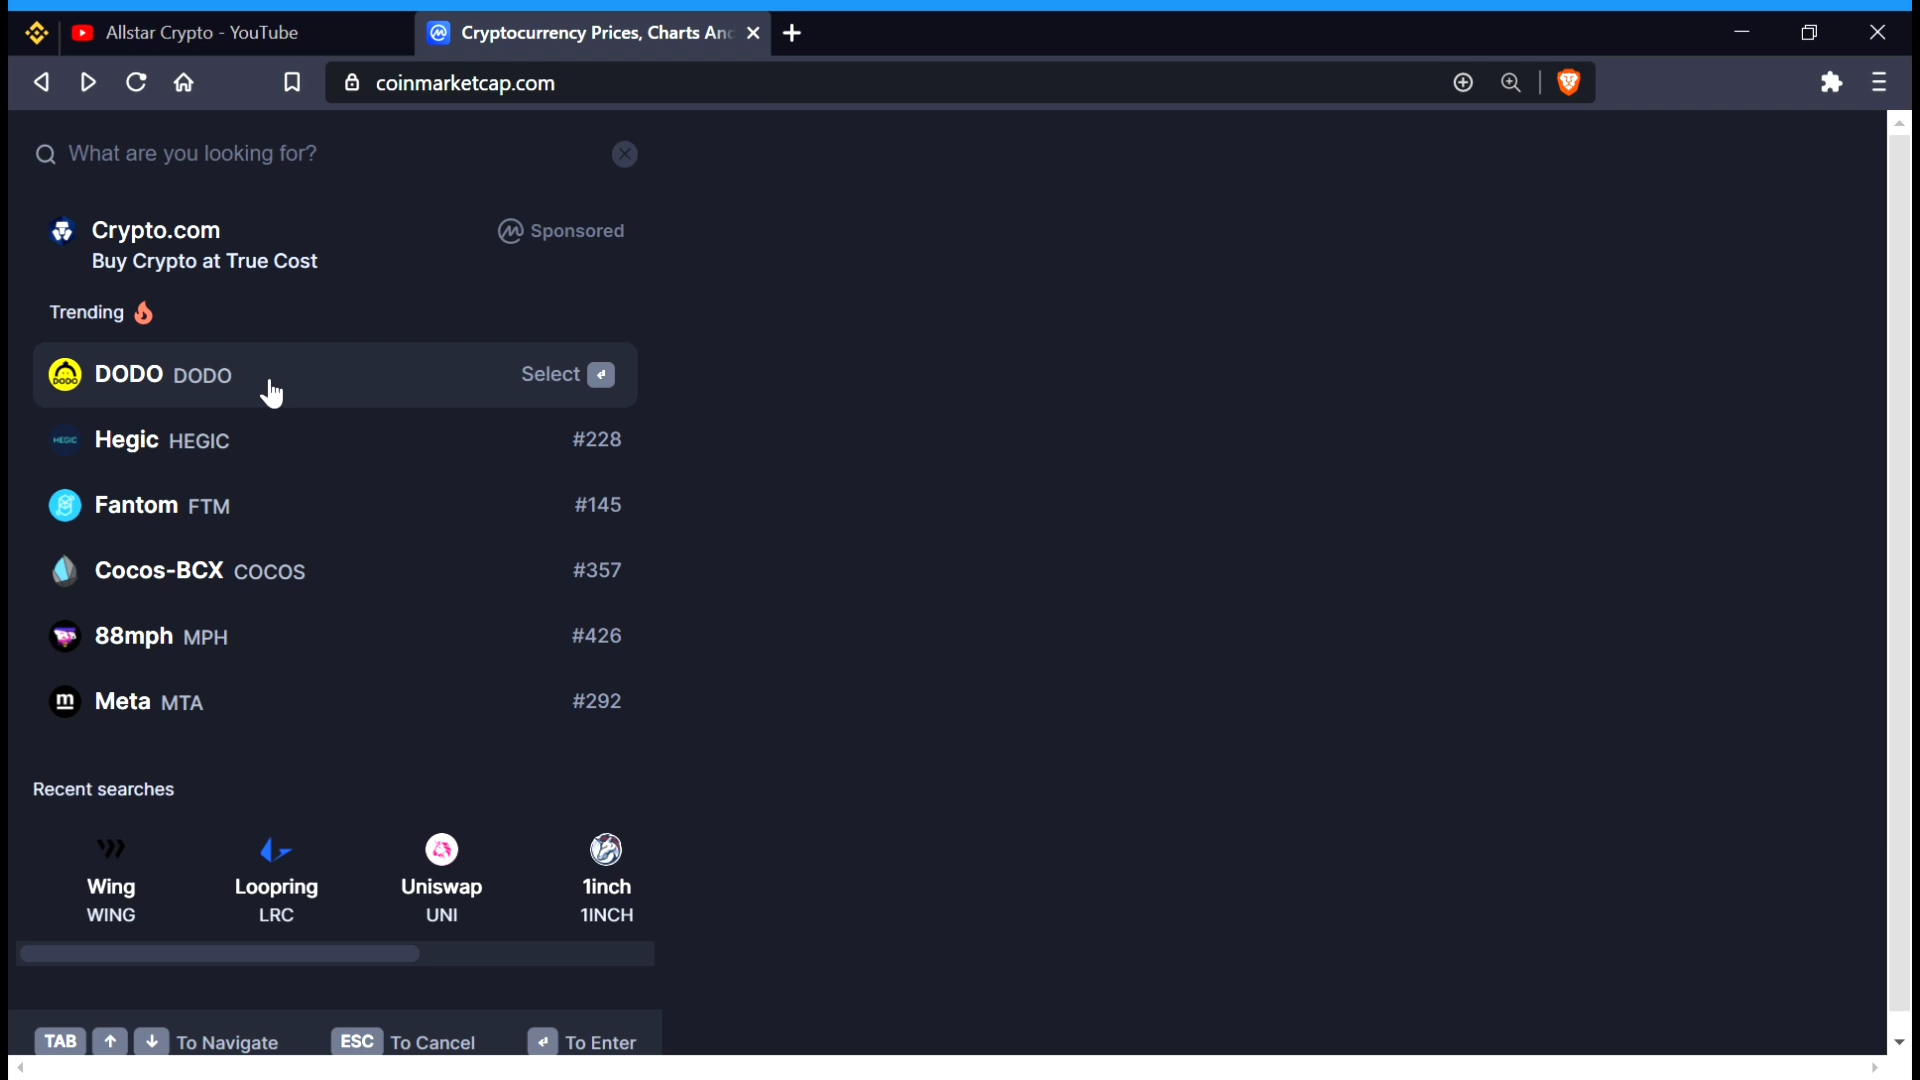 Allstar Crypto - YouTube
Cryptocurrency Prices, Charts An
coinmarketcap.com
What are you looking for?
Crypto.com
Sponsored
Buy Crypto at True Cost
Trending
DODO DODO Select
Hegic HEGIC #228
Fantom FTM #145
Cocos-BCX COCOS #357
88mph MPH #426
Meta MTA #292
Recent searches
Wing Loopring Uniswap 1inch
WING LRC UNI 1INCH
TAB ↑ ↓ To Navigate ESC To Cancel To Enter